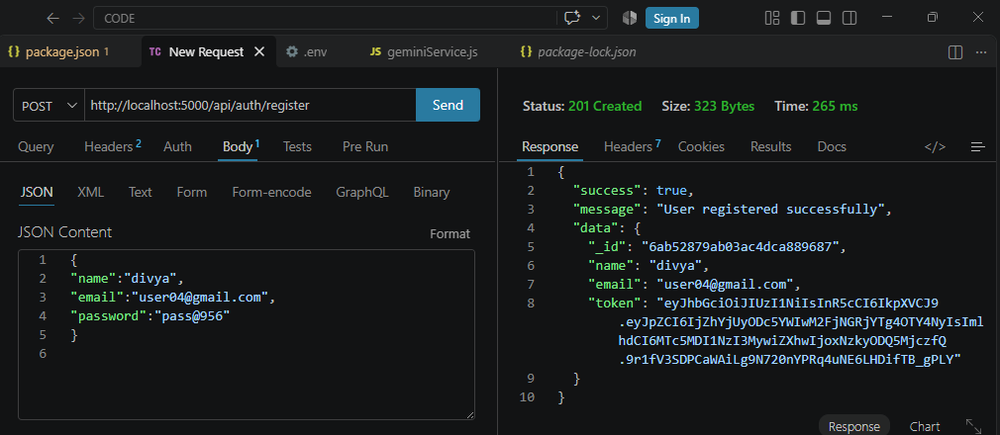 CODE
Sign In
{} package.json 1
TC New Request
.env
JS geminiService.js
{} package-lock.json
POST
http://localhost:5000/api/auth/register
Send
Query
Headers 2
Auth
Body 1
Tests
Pre Run
JSON
XML
Text
Form
Form-encode
GraphQL
Binary
JSON Content
Format
1 {
2 "name":"divya",
3 "email":"user04@gmail.com",
4 "password":"pass@956"
5 }
6
Status: 201 Created
Size: 323 Bytes
Time: 265 ms
Response
Headers 7
Cookies
Results
Docs
</>
1 {
2 "success": true,
3 "message": "User registered successfully",
4 "data": {
5 "_id": "6ab52879ab03ac4dca889687",
6 "name": "divya",
7 "email": "user04@gmail.com",
8 "token": "eyJhbGciOiJIUzI1NiIsInR5cCI6IkpXVCJ9
.eyJpZCI6IjZhYjUyODc5YWIwM2FjNGRjYTg4OTY4NyIsIml
hdCI6MTc5MDI1NzI3MywiZXhwIjoxNzkyODQ5MjczfQ
.9r1fV3SDPCaWAiLg9N720nYPRq4uNE6LHDifTB_gPLY"
9 }
10 }
Response
Chart